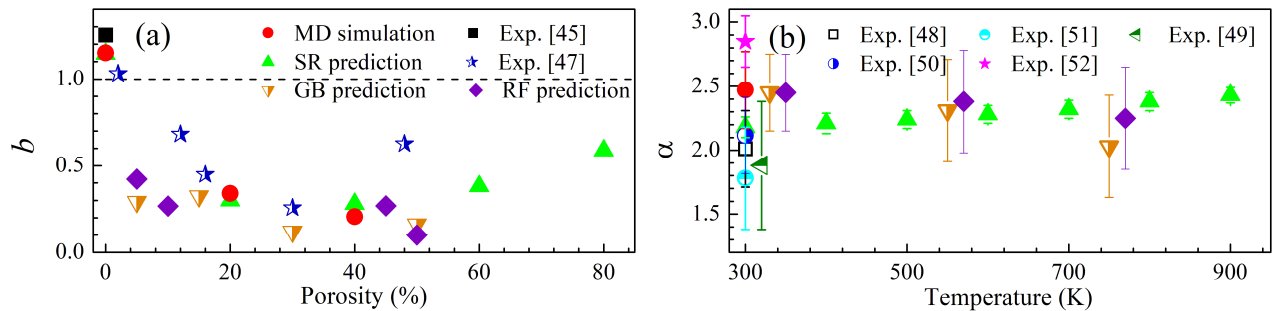 (a)
MD simulation
Exp. [45]
SR prediction
Exp. [47]
GB prediction
RF prediction
1.0
0.5
0.0
b
0 20 40 60 80
Porosity (%)
(b)
Exp. [48]
Exp. [51]
Exp. [49]
Exp. [50]
Exp. [52]
3.0
2.5
2.0
1.5
α
300 500 700 900
Temperature (K)